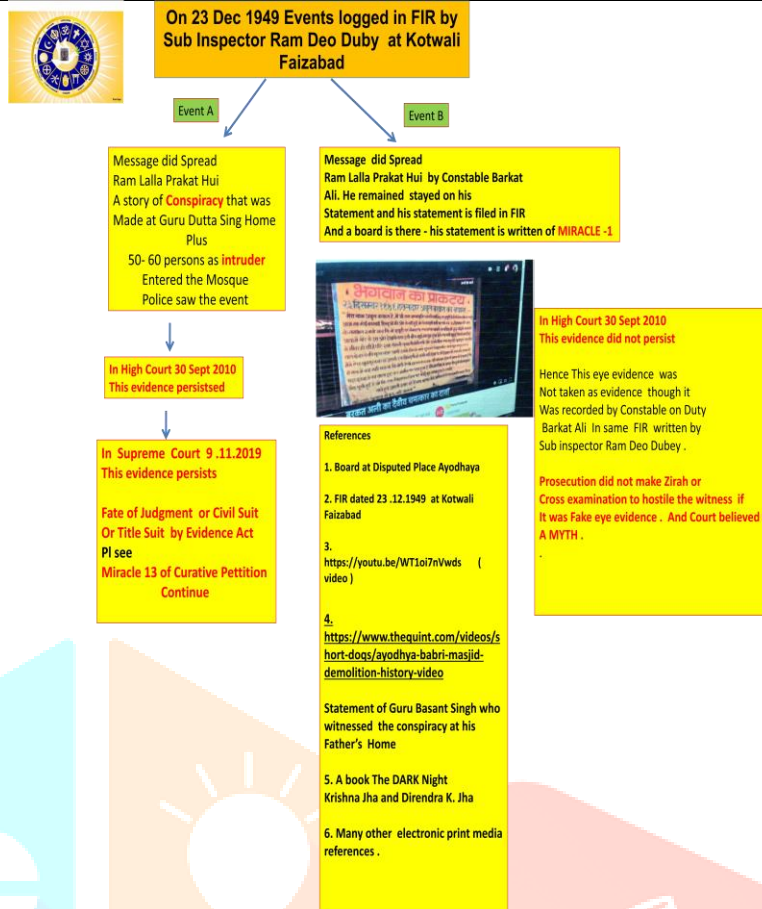 On 23 Dec 1949 Events logged in FIR by
Sub Inspector Ram Deo Duby at Kotwali
Faizabad
Event A
Event B
Message did Spread
Ram Lalla Prakat Hui
A story of Conspiracy that was
Made at Guru Dutta Sing Home
Plus
50- 60 persons as intruder
Entered the Mosque
Police saw the event
Message did Spread
Ram Lalla Prakat Hui by Constable Barkat
Ali. He remained stayed on his
Statement and his statement is filed in FIR
And a board is there - his statement is written of MIRACLE -1
भगवान का प्राकट्य
बरकत अली का दैवीय चमत्कार का वार्ता
In High Court 30 Sept 2010
This evidence persistsed
In Supreme Court 9 .11.2019
This evidence persists
Fate of Judgment or Civil Suit
Or Title Suit by Evidence Act
Pl see
Miracle 13 of Curative Pettition
Continue
References
1. Board at Disputed Place Ayodhaya
2. FIR dated 23 .12.1949 at Kotwali
Faizabad
3.
https://youtu.be/WT1oi7nVwds (
video )
4.
https://www.thequint.com/videos/s
hort-doqs/ayodhya-babri-masjid-
demolition-history-video
Statement of Guru Basant Singh who
witnessed the conspiracy at his
Father's Home
5. A book The DARK Night
Krishna Jha and Direndra K. Jha
6. Many other electronic print media
references .
In High Court 30 Sept 2010
This evidence did not persist
Hence This eye evidence was
Not taken as evidence though it
Was recorded by Constable on Duty
Barkat Ali In same FIR written by
Sub inspector Ram Deo Dubey .
Prosecution did not make Zirah or
Cross examination to hostile the witness if
It was Fake eye evidence . And Court believed
A MYTH .
.